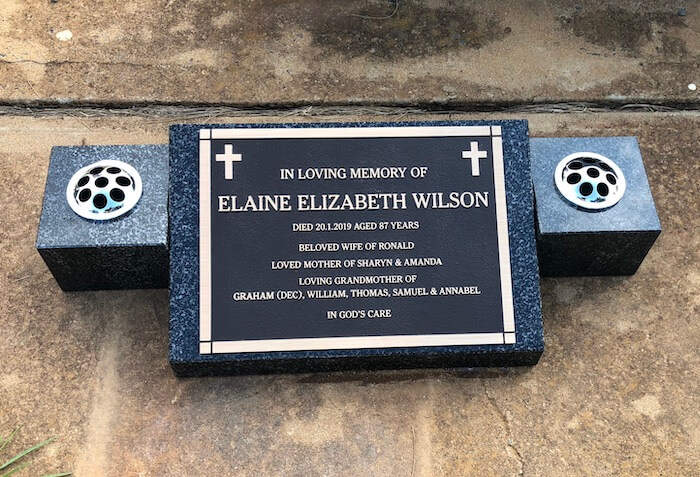 IN LOVING MEMORY OF
ELAINE ELIZABETH WILSON
DIED 20.1.2019 AGED 87 YEARS
BELOVED WIFE OF RONALD
LOVED MOTHER OF SHARYN & AMANDA
LOVING GRANDMOTHER OF
GRAHAM (DEC), WILLIAM, THOMAS, SAMUEL & ANNABEL
IN GOD'S CARE